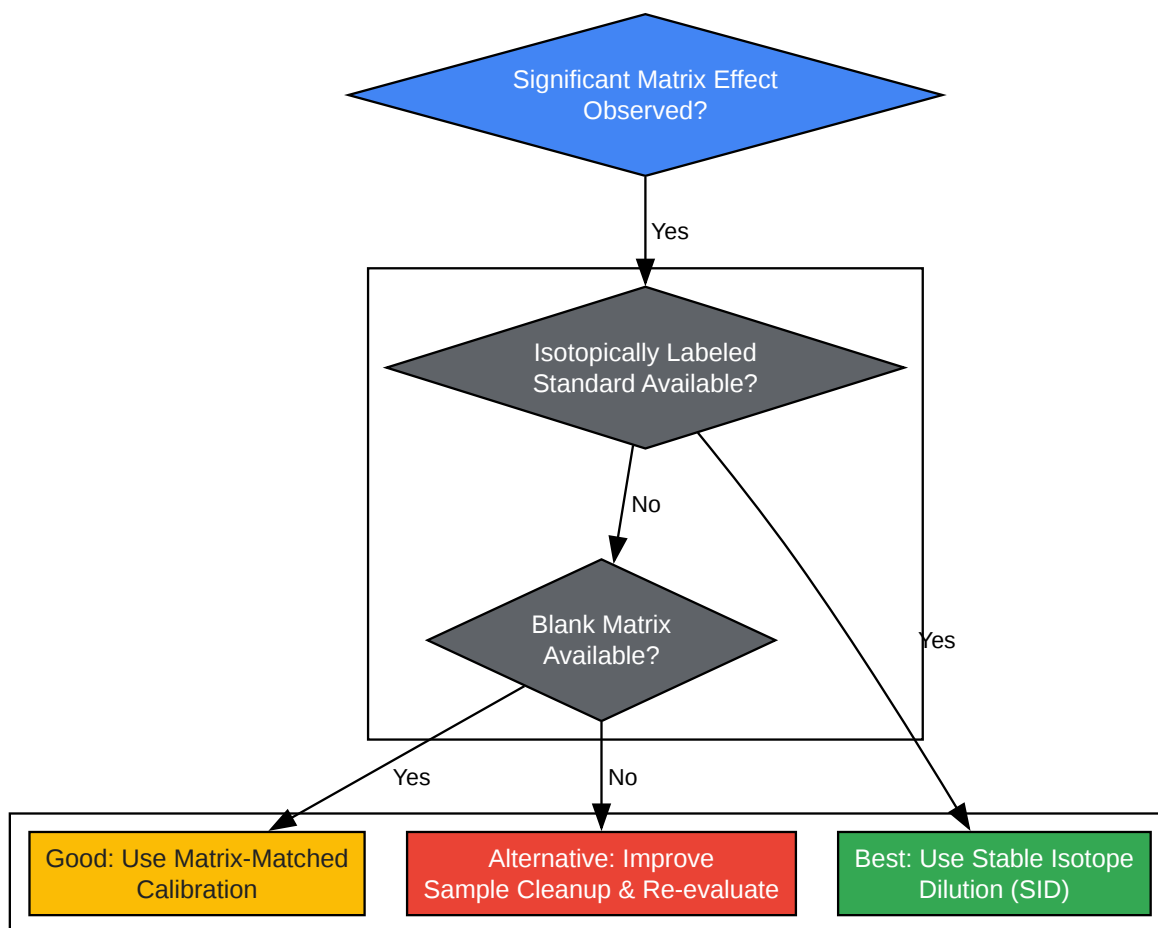 Significant Matrix Effect
Observed?
Yes
Isotopically Labeled
Standard Available?
No
Blank Matrix
Available?
Yes
Yes
No
Good: Use Matrix-Matched
Calibration
Alternative: Improve
Sample Cleanup & Re-evaluate
Best: Use Stable Isotope
Dilution (SID)